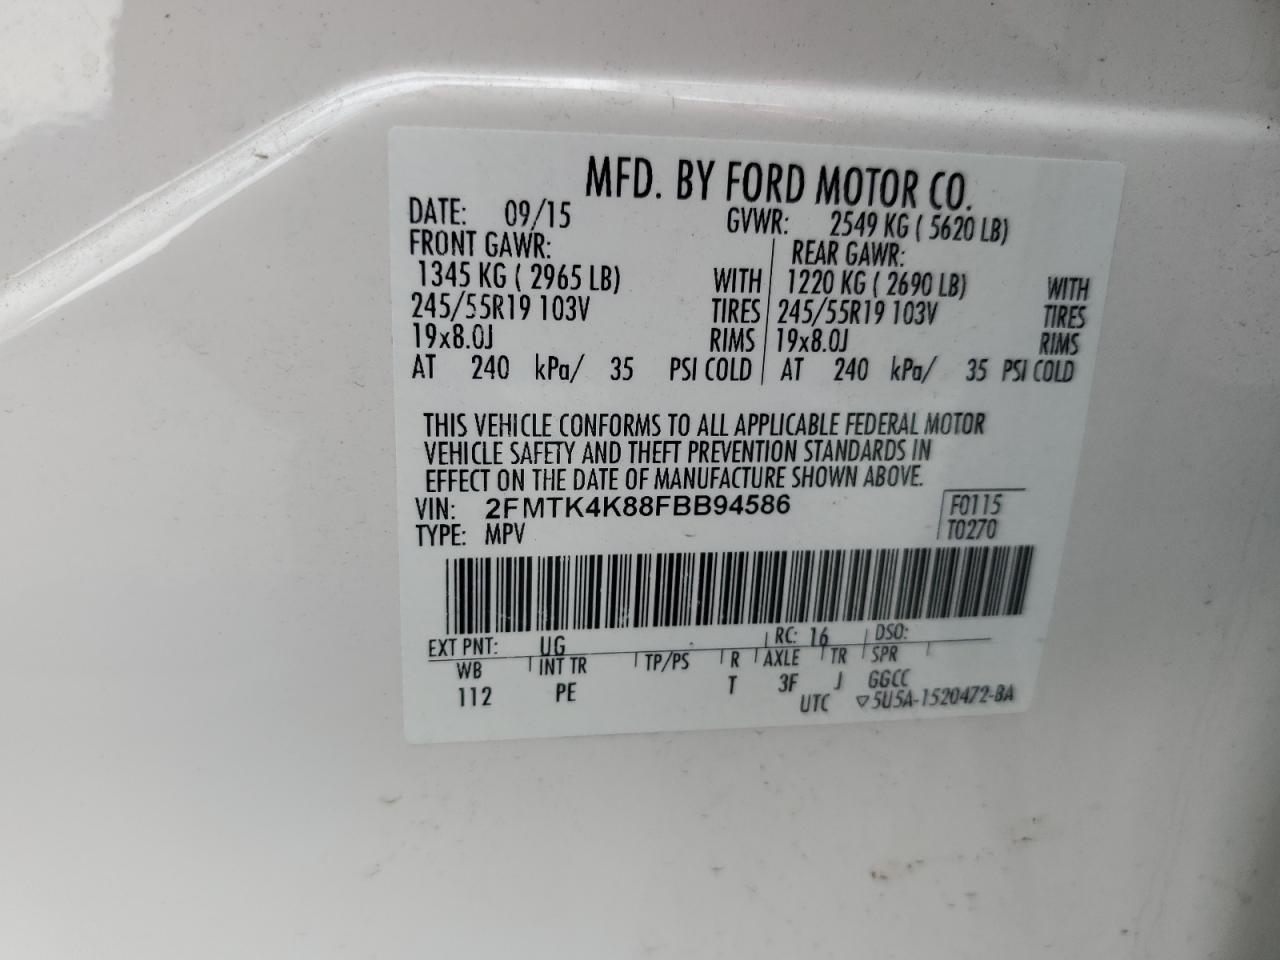 MFD. BY FORD MOTOR CO.
DATE: 09/15 GVWR: 2549 KG ( 5620 LB)
FRONT GAWR: REAR GAWR:
1345 KG ( 2965 LB) WITH 1220 KG ( 2690 LB) WITH
245/55R19 103V TIRES 245/55R19 103V TIRES
19x8.0J RIMS 19x8.0J RIMS
AT 240 kPa/ 35 PSI COLD AT 240 kPa/ 35 PSI COLD
THIS VEHICLE CONFORMS TO ALL APPLICABLE FEDERAL MOTOR
VEHICLE SAFETY AND THEFT PREVENTION STANDARDS IN
EFFECT ON THE DATE OF MANUFACTURE SHOWN ABOVE.
VIN: 2FMTK4K88FBB94586 F0115
TYPE: MPV T0270
EXT PNT: UG RC: 16 DSO:
WB INT TR TP/PS R AXLE TR SPR
112 PE T 3F J GGCC
UTC ▽5U5A-1520472-BA